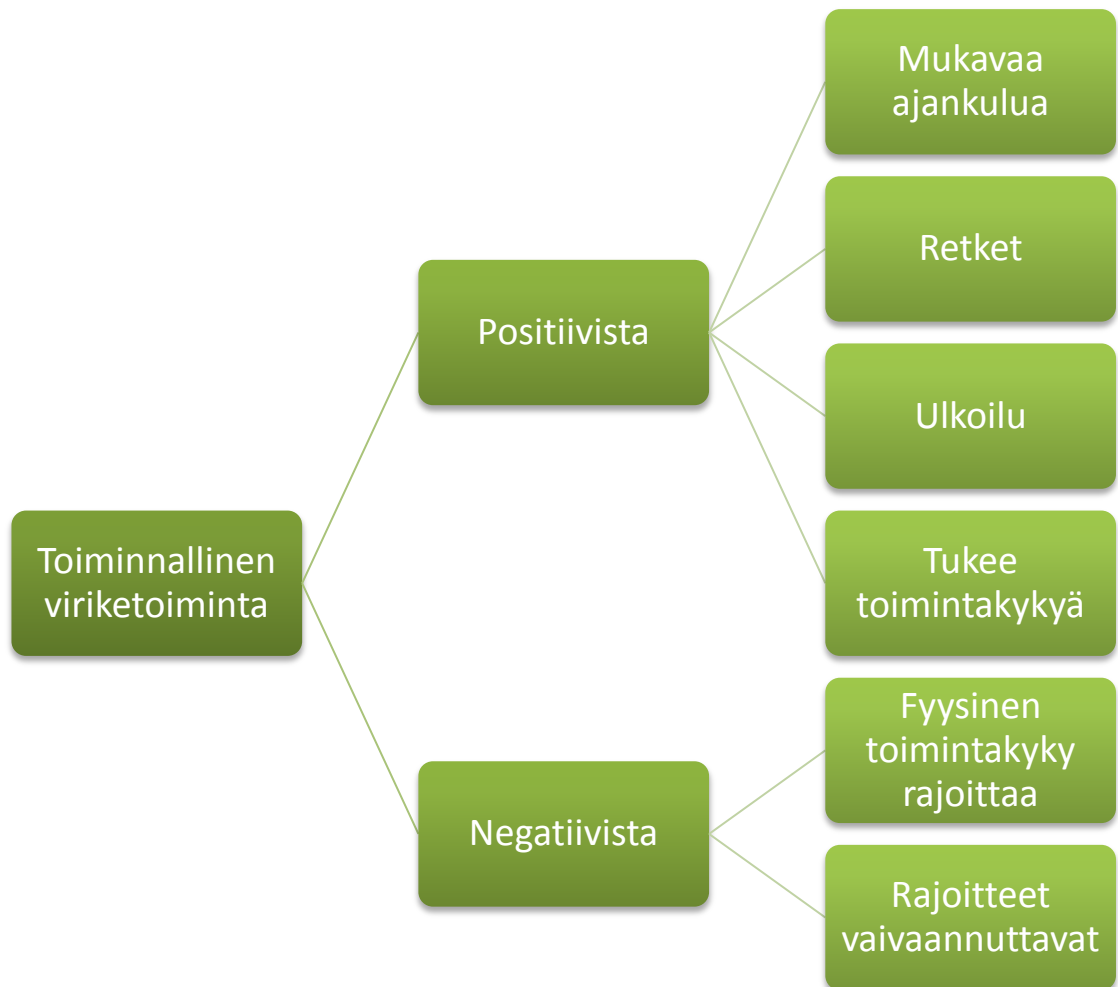 Toiminnallinen
viriketoiminta
Positiivista
Mukavaa
ajankulua
Retket
Ulkoilu
Tukee
toimintakykyä
Negatiivista
Fyysinen
toimintakyky
rajoittaa
Rajoitteet
vaivaannuttavat